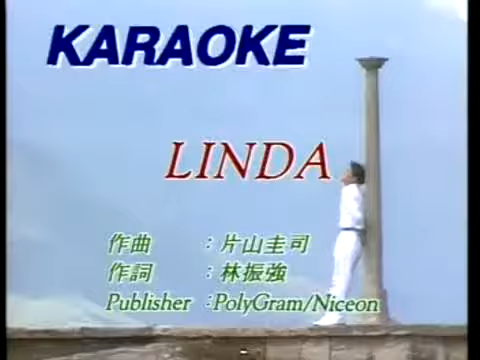 KARAOKE
LINDA
作曲 : 片山圭司
作詞 : 林振強
Publisher : PolyGram/Niceon